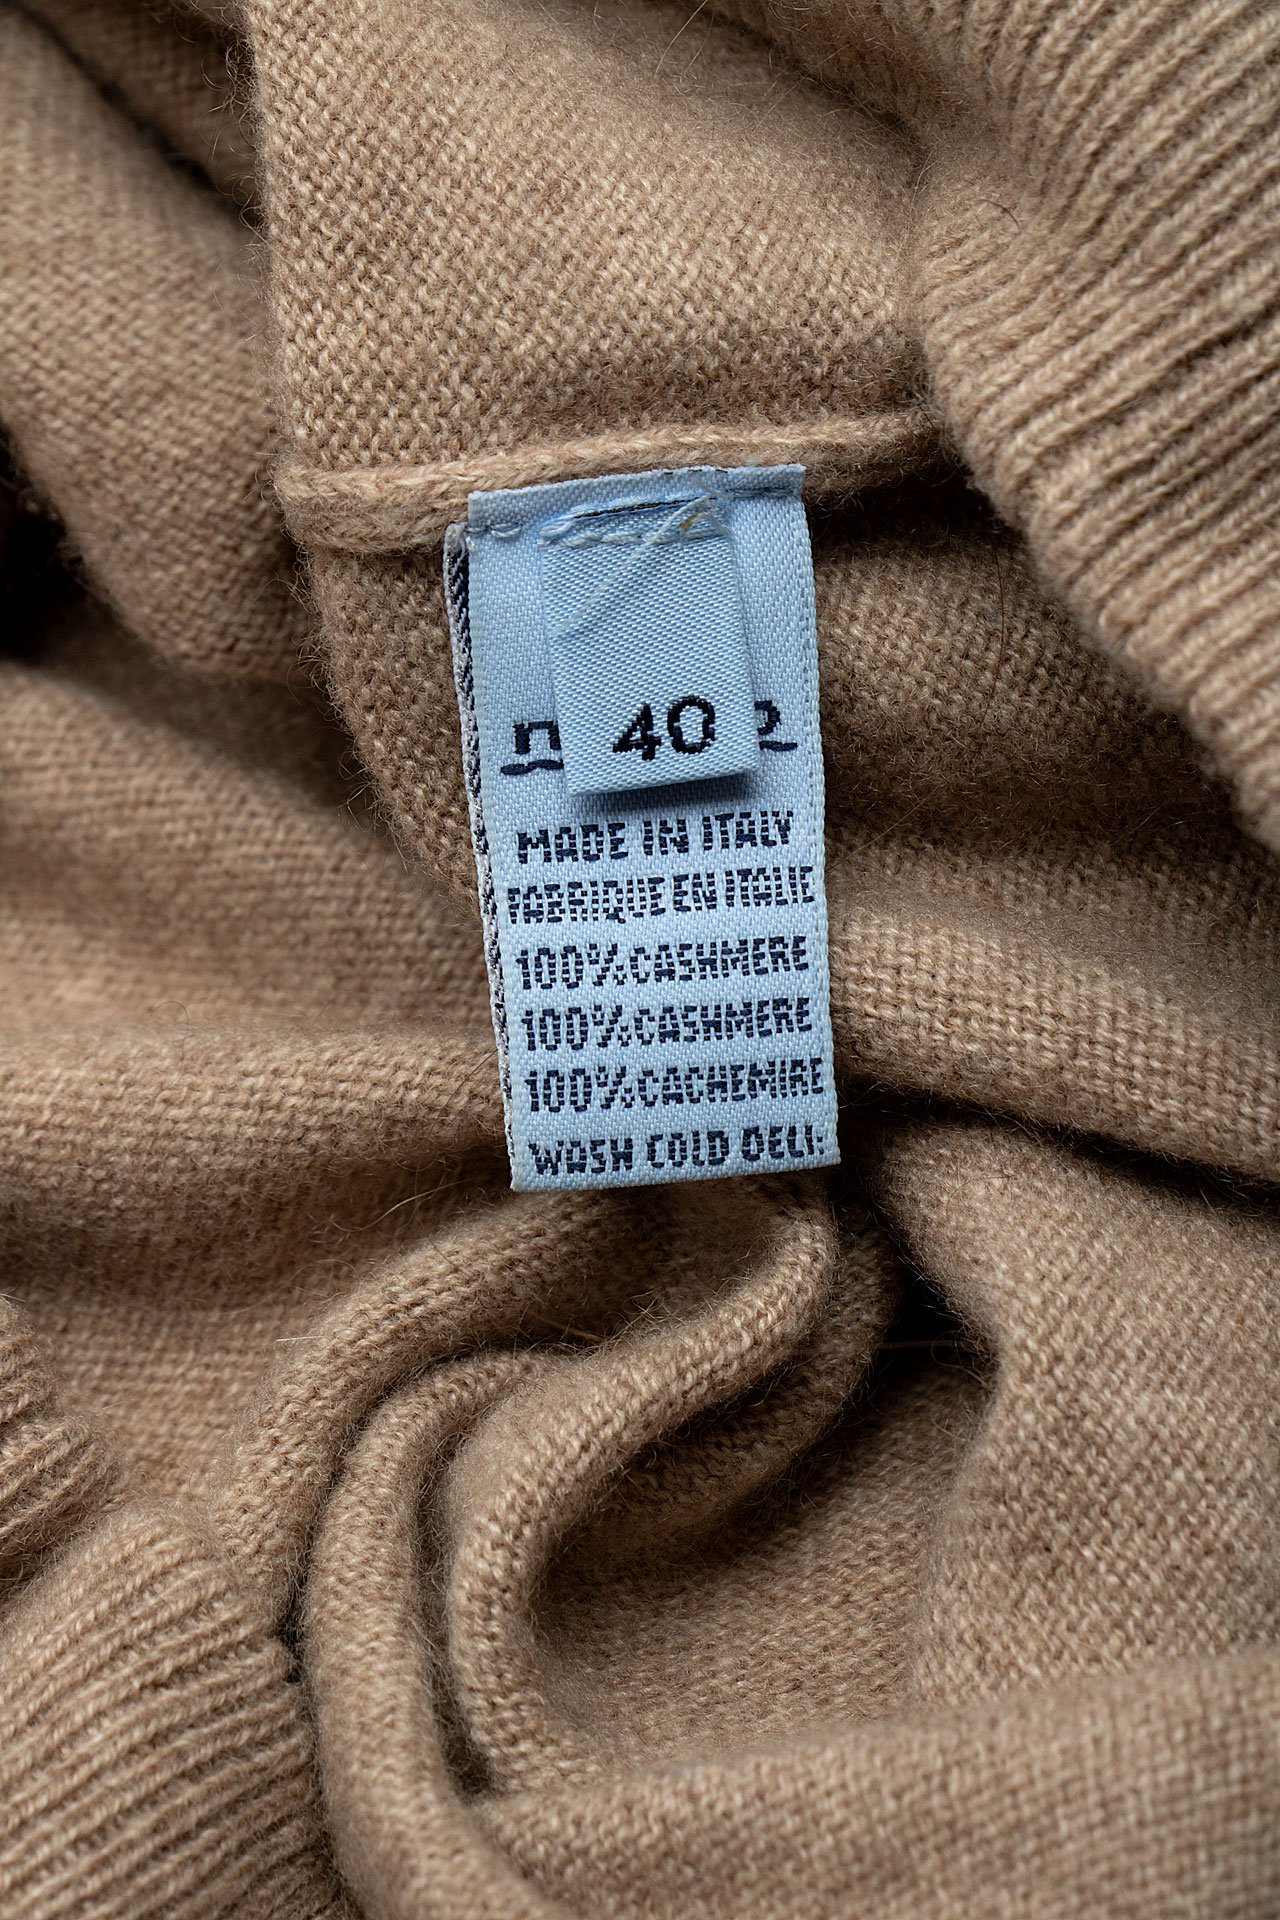 40
MADE IN ITALY
FABRIQUE EN ITALIE
100% CASHMERE
100% CASHMERE
100% CACHEMIRE
WASH COLD DELI-